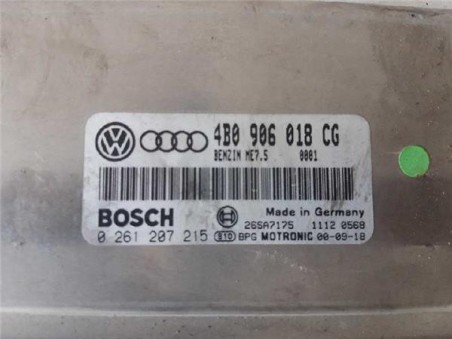 4B0 906 018 CG
BENZIN ME7.5 0001
BOSCH Made in Germany
26SA7175 1112 0568
0 261 207 215 BPG MOTRONIC 00-09-18